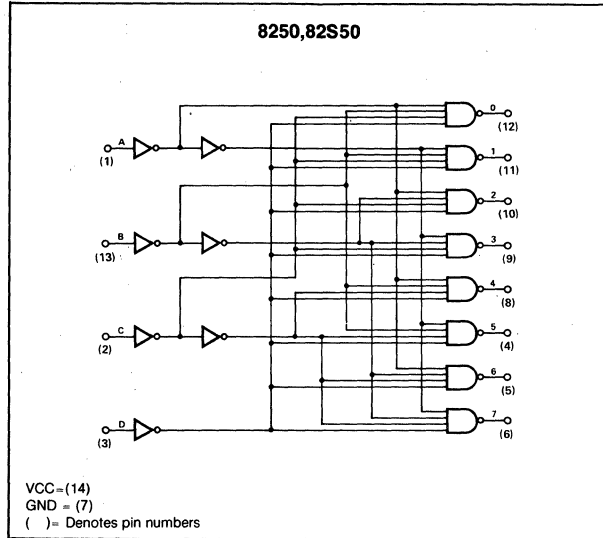 8250,82S50
0
(12)
A
(1)
1
(11)
2
(10)
B
(13)
3
(9)
4
(8)
C
(2)
5
(4)
6
(5)
D
(3)
7
(6)
VCC=(14)
GND = (7)
( )= Denotes pin numbers